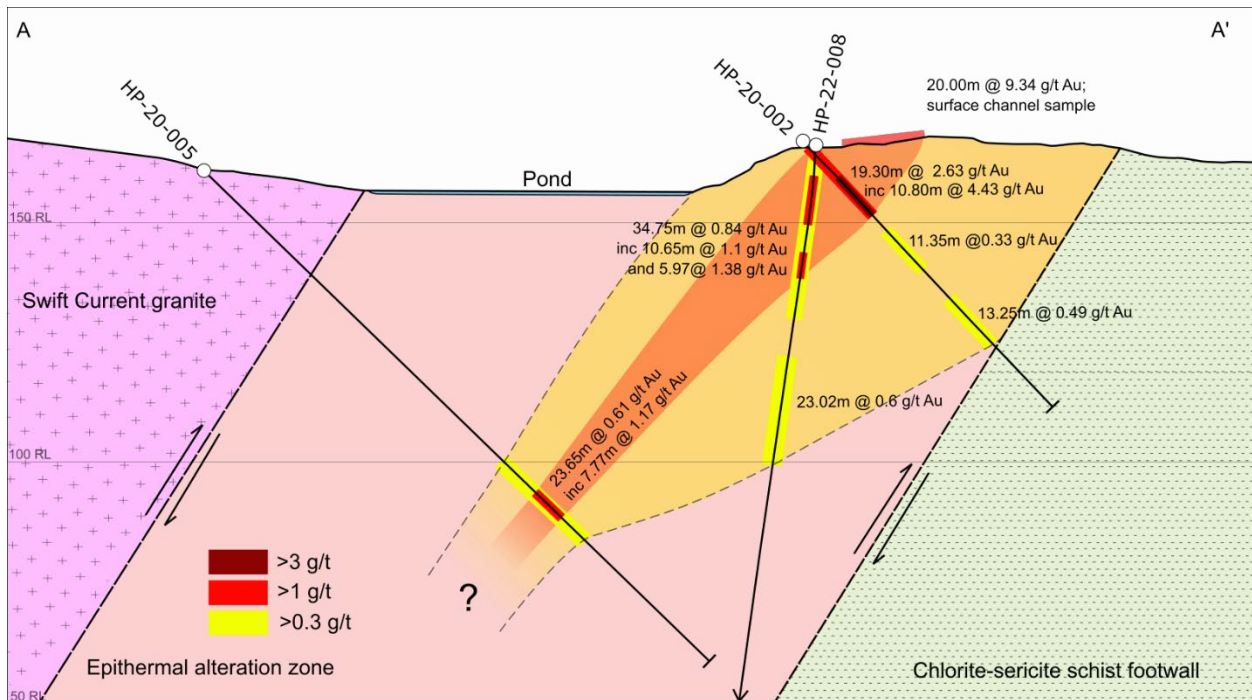 A
A'
HP-20-005
HP-20-002
HP-22-008
20.00m @ 9.34 g/t Au;
surface channel sample
Pond
19.30m @ 2.63 g/t Au
inc 10.80m @ 4.43 g/t Au
150 RL
34.75m @ 0.84 g/t Au
inc 10.65m @ 1.1 g/t Au
and 5.97@ 1.38 g/t Au
11.35m @0.33 g/t Au
Swift Current granite
13.25m @ 0.49 g/t Au
23.02m @ 0.6 g/t Au
23.65m @ 0.61 g/t Au
inc 7.77m @ 1.17 g/t Au
100 RL
>3 g/t
>1 g/t
>0.3 g/t
?
Epithermal alteration zone
Chlorite-sericite schist footwall
50 RL